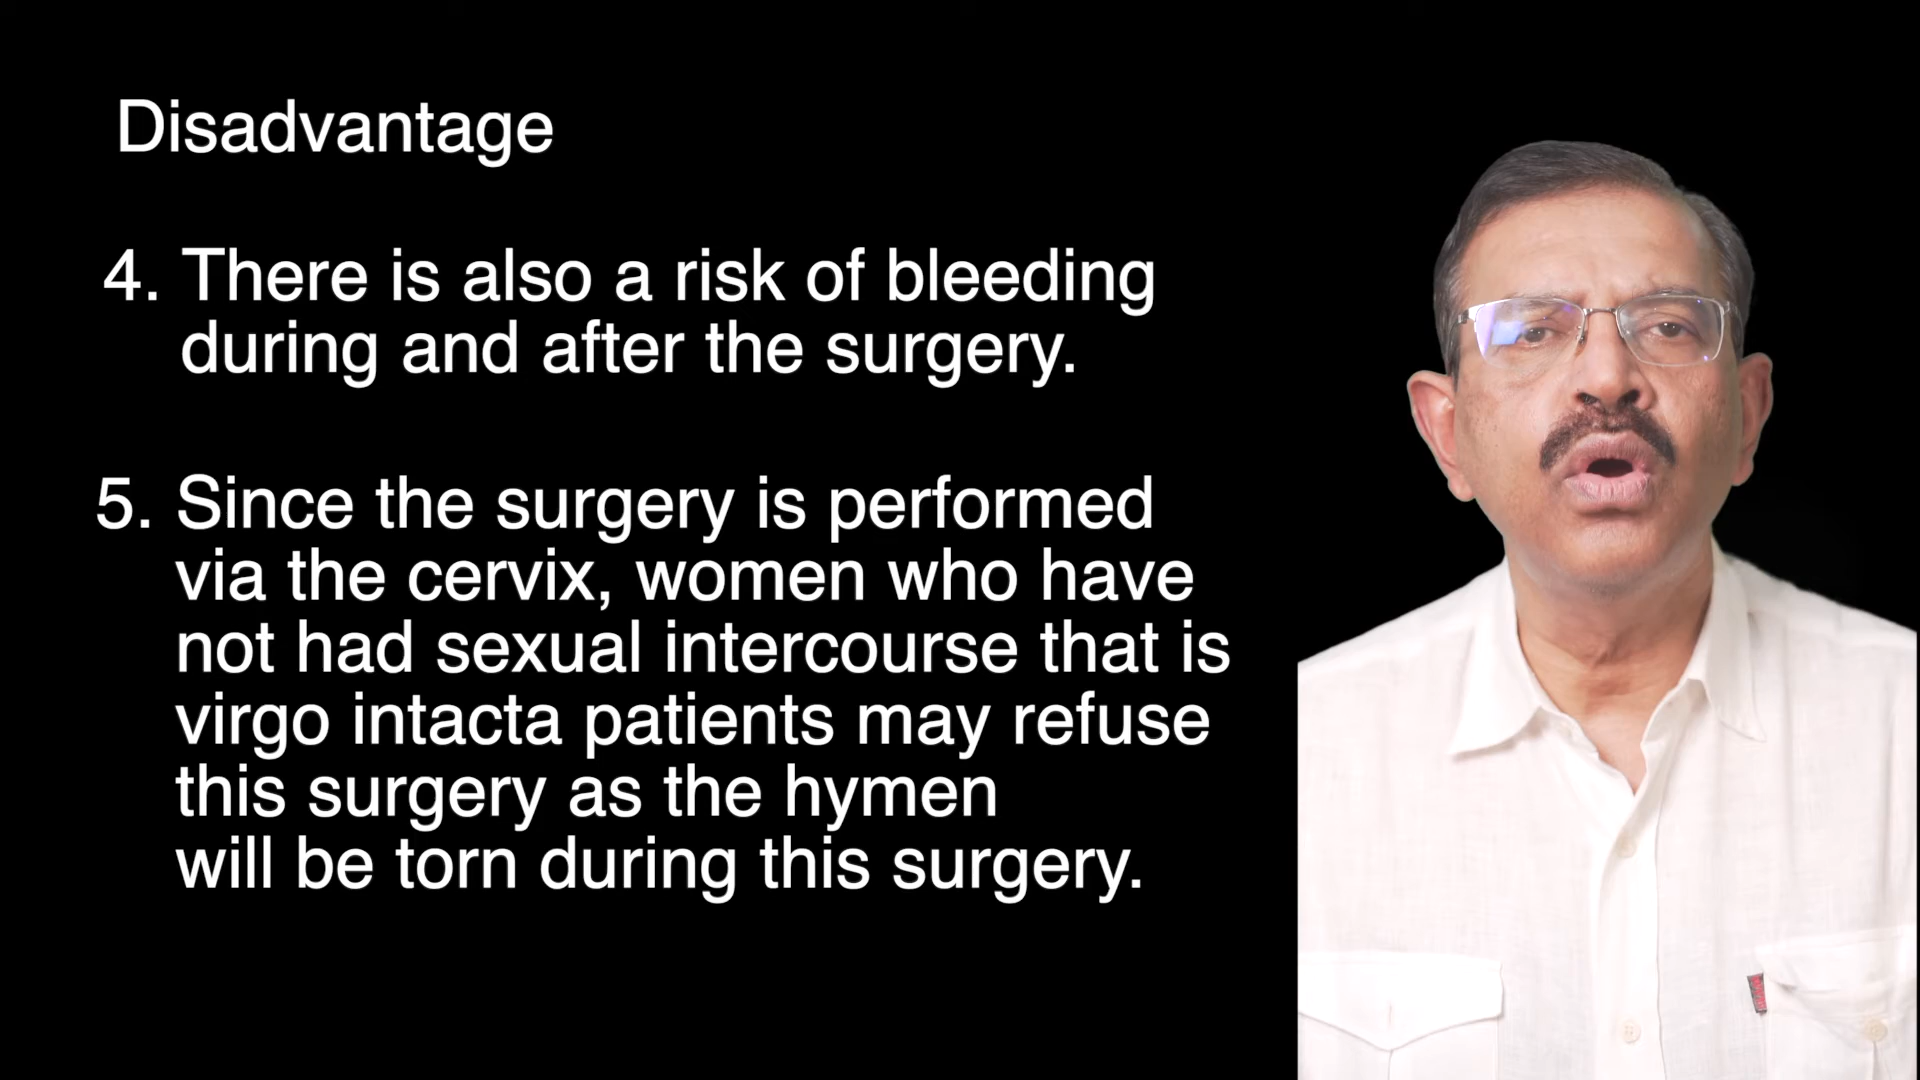 Disadvantage
4. There is also a risk of bleeding
during and after the surgery.
5. Since the surgery is performed
via the cervix, women who have
not had sexual intercourse that is
virgo intacta patients may refuse
this surgery as the hymen
will be torn during this surgery.